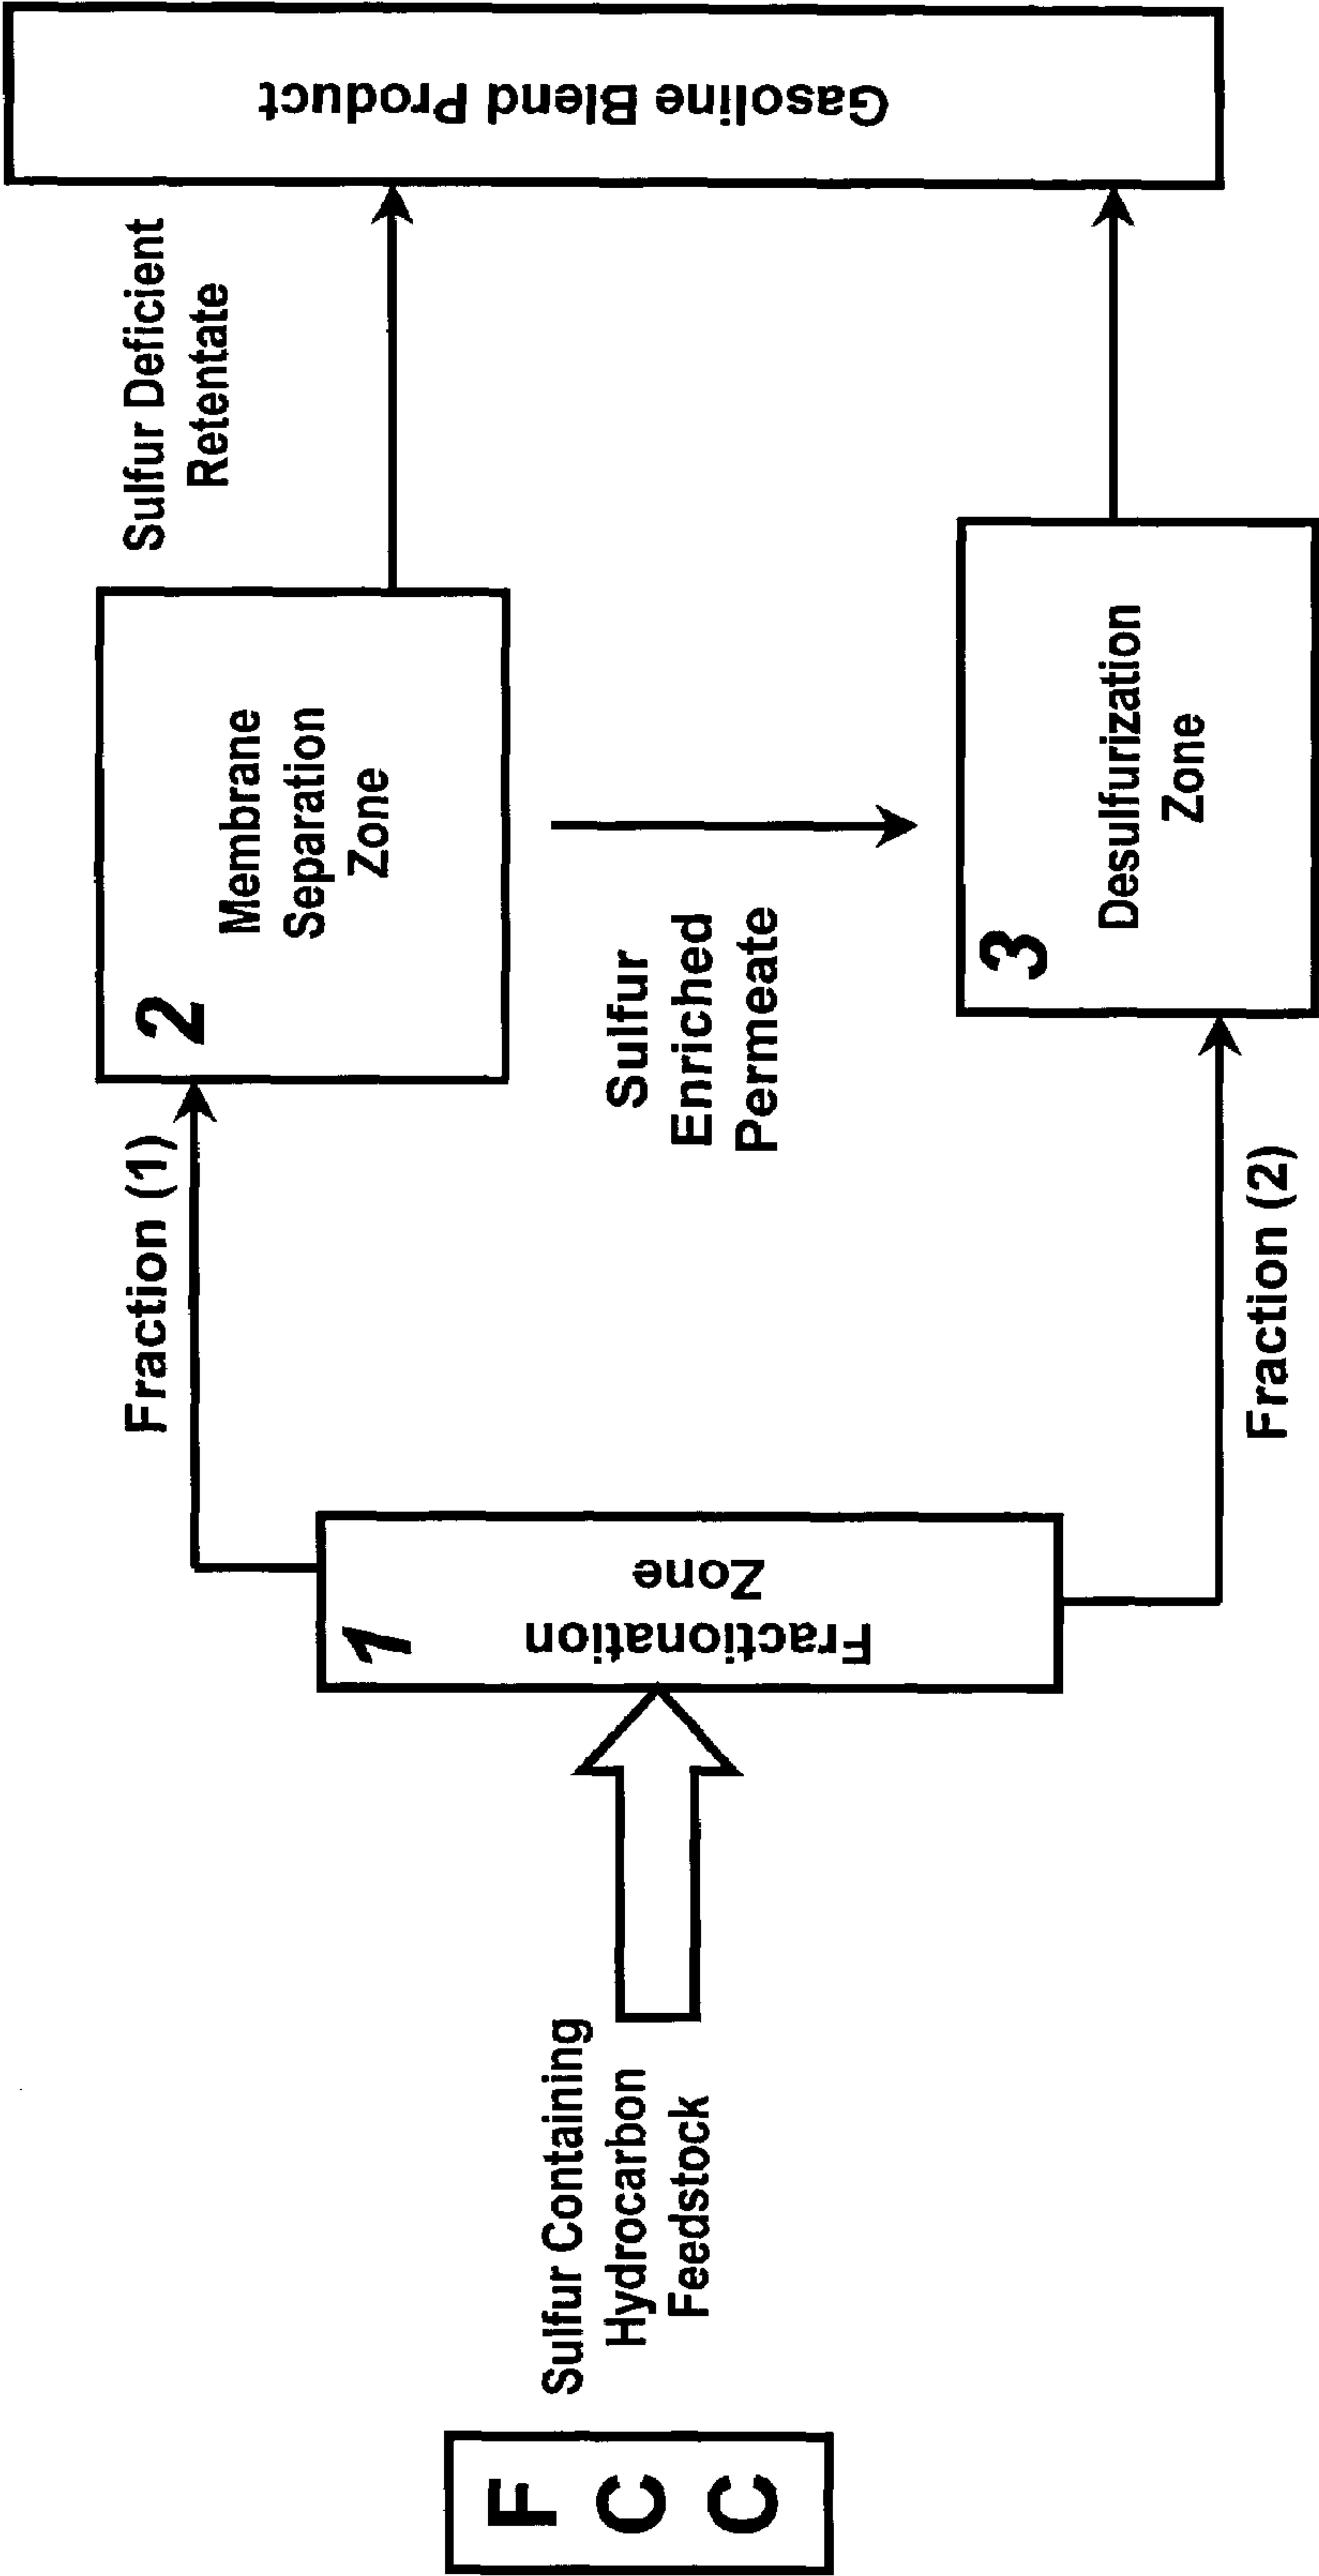 F
C
C
Sulfur Containing
Hydrocarbon
Feedstock
1
Fractionation
Zone
Fraction (1)
Fraction (2)
2
Membrane
Separation
Zone
Sulfur
Enriched
Permeate
3
Desulfurization
Zone
Sulfur Deficient
Retentate
Gasoline Blend Product